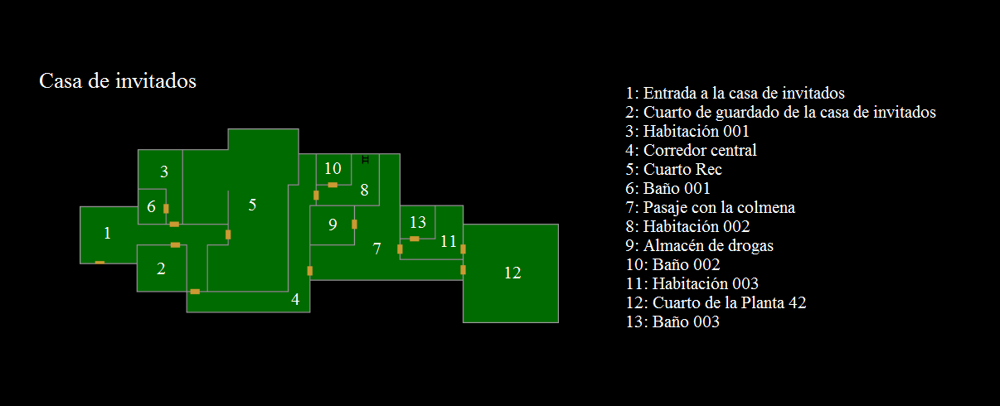 Casa de invitados
1: Entrada a la casa de invitados
2: Cuarto de guardado de la casa de invitados
3: Habitación 001
4: Corredor central
5: Cuarto Rec
6: Baño 001
7: Pasaje con la colmena
8: Habitación 002
9: Almacén de drogas
10: Baño 002
11: Habitación 003
12: Cuarto de la Planta 42
13: Baño 003
10
3
8
6
5
13
9
1
11
7
2
12
4